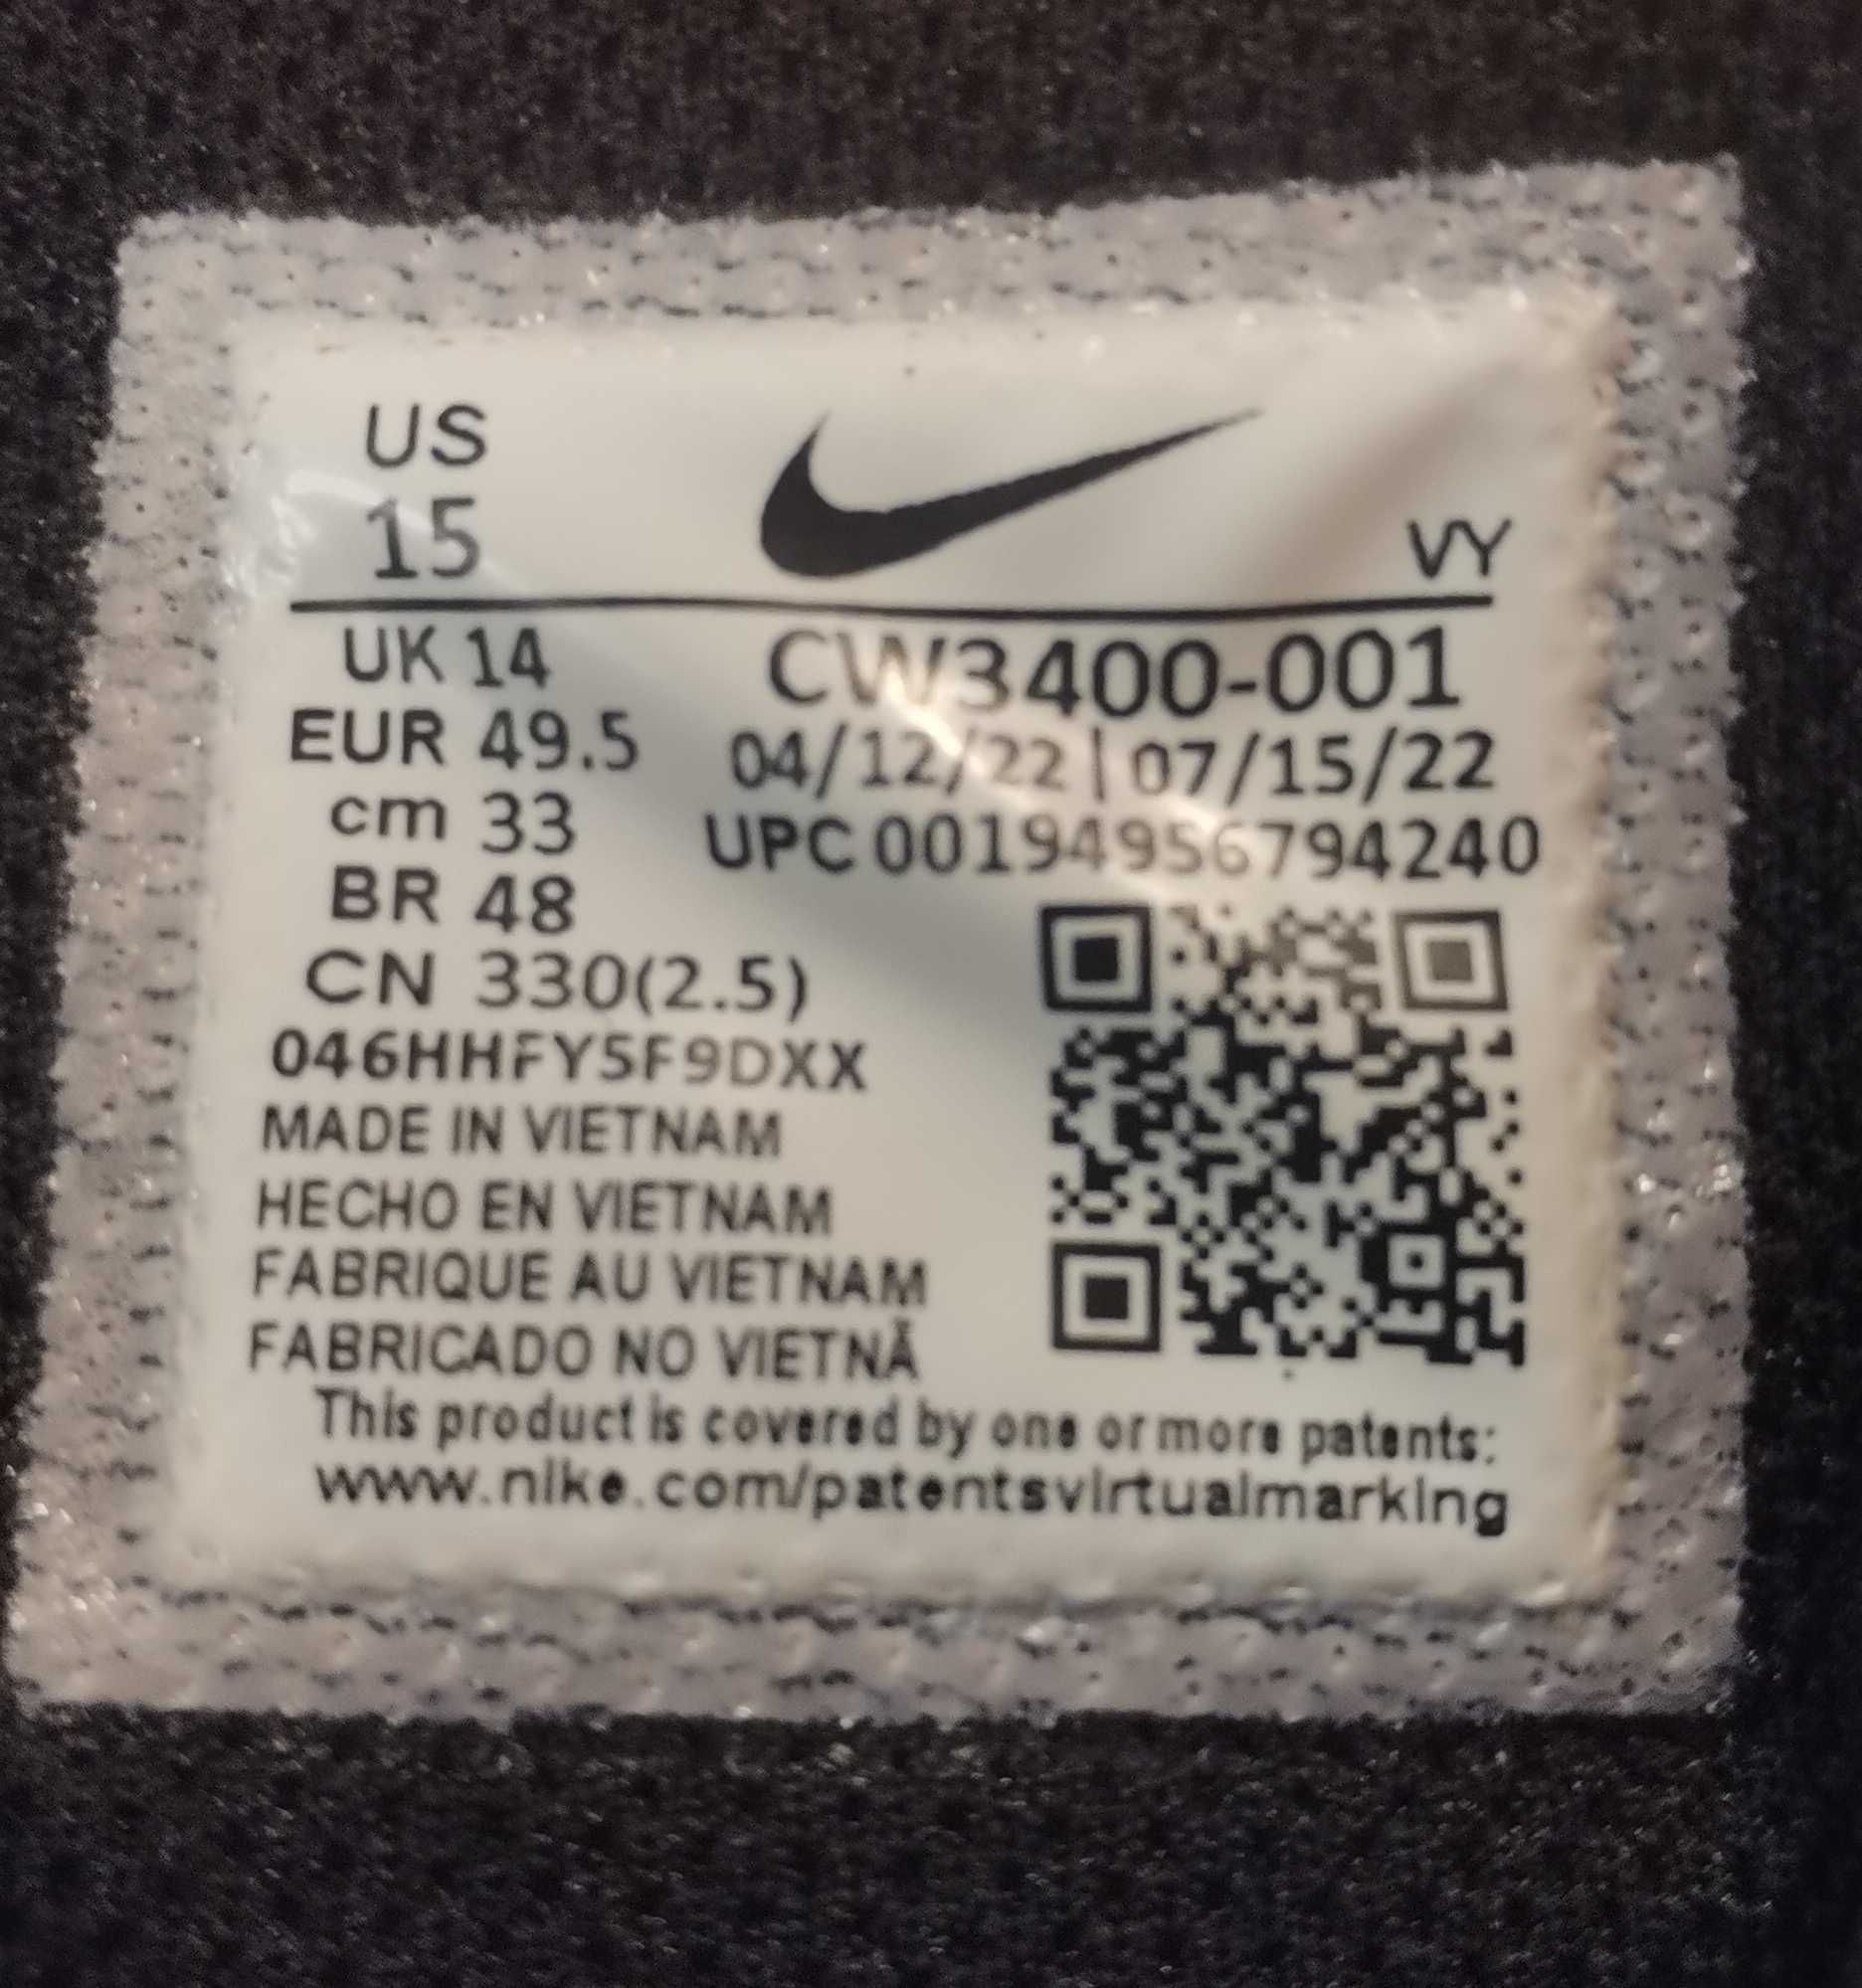 US
15
VY
UK 14
CW3400-001
EUR 49.5
04/12/22 | 07/15/22
cm 33
UPC 00194956794240
BR 48
CN 330(2.5)
046HHFY5F9DXX
MADE IN VIETNAM
HECHO EN VIETNAM
FABRIQUE AU VIETNAM
FABRICADO NO VIETNÃ
This product is covered by one or more patents:
www.nike.com/patentsvirtualmarking